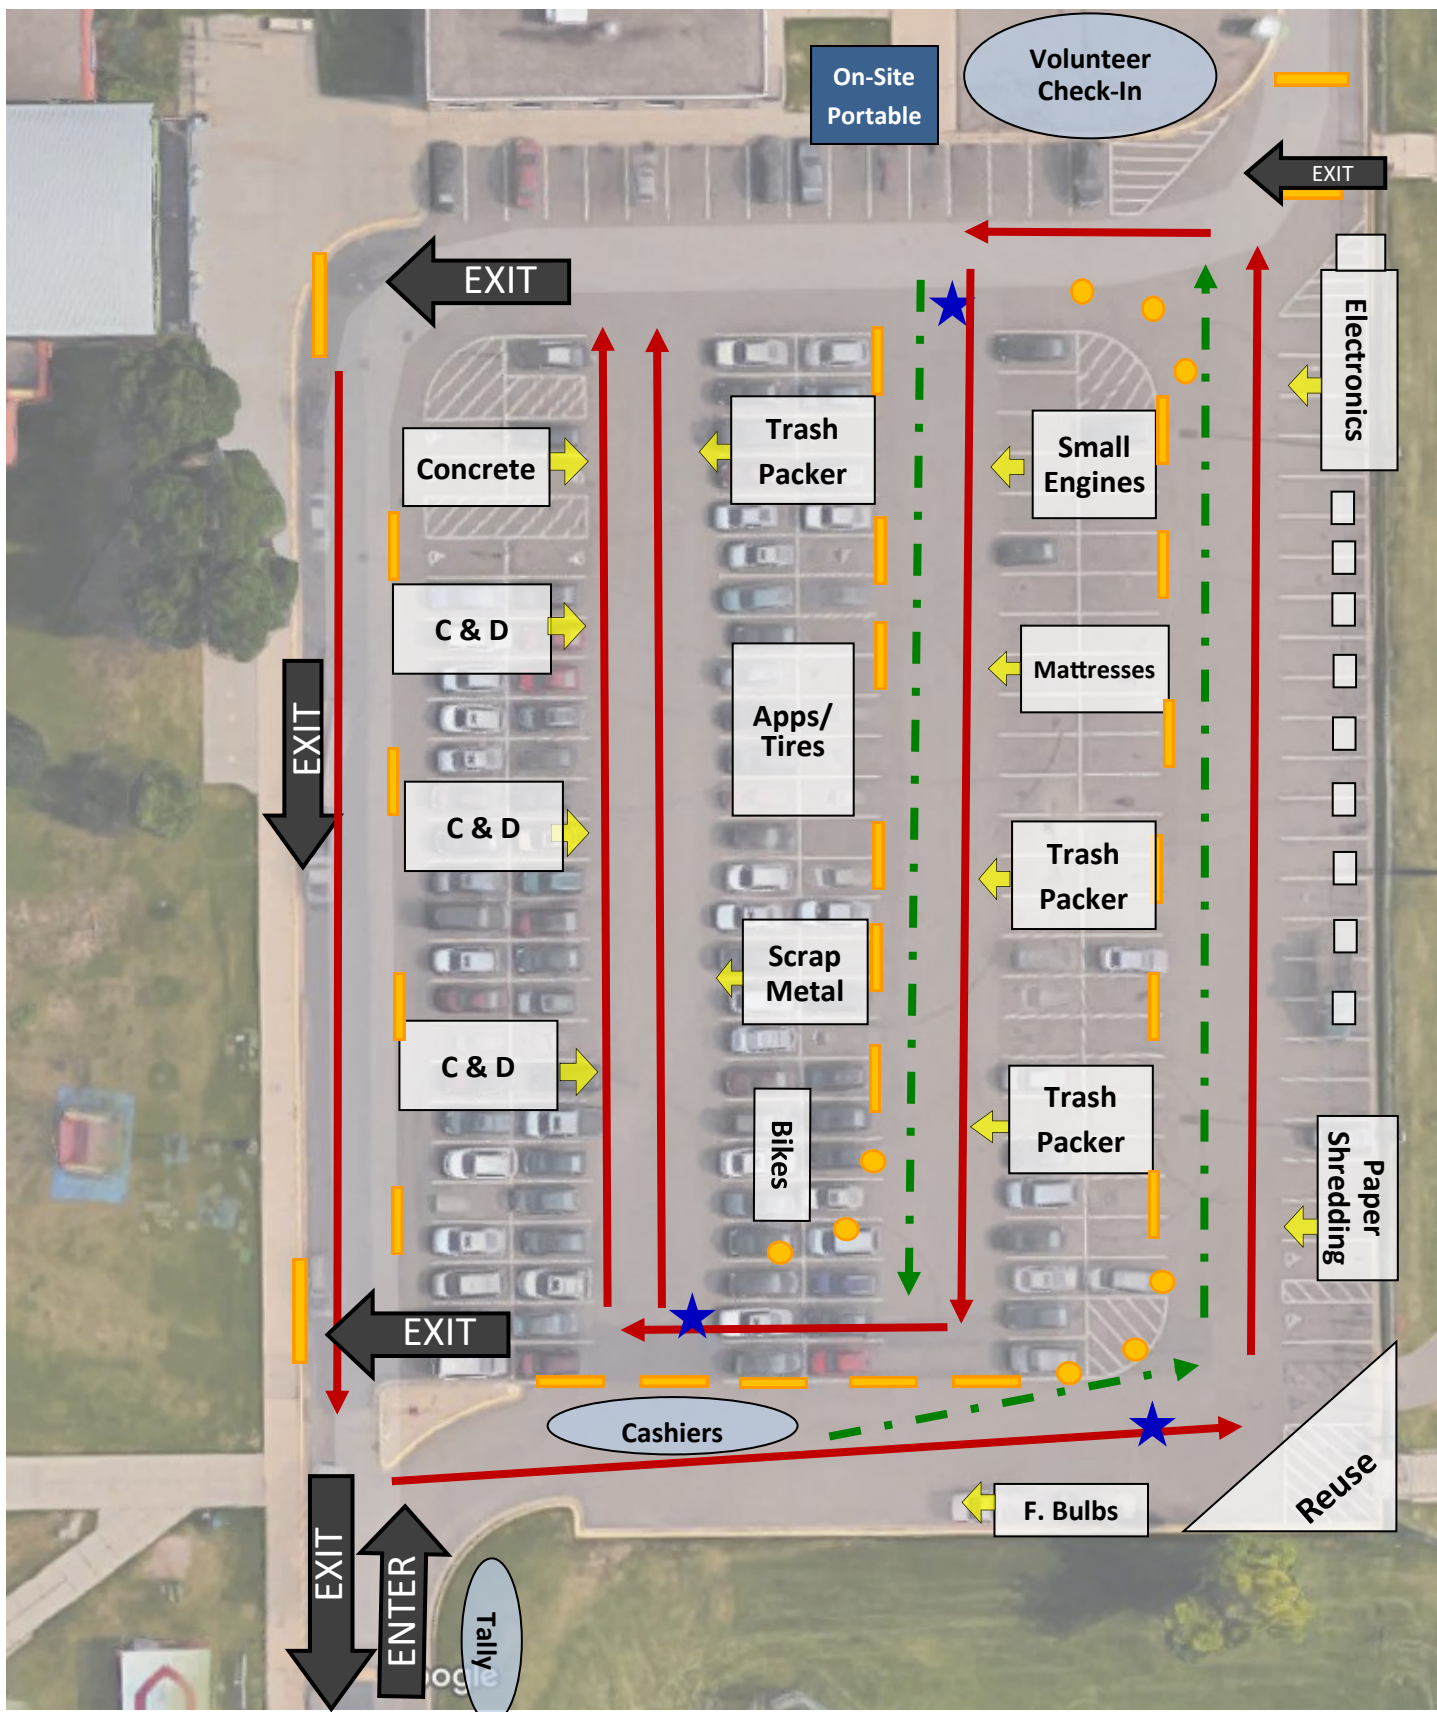 On-Site
Portable
Volunteer
Check-In
EXIT
EXIT
Electronics
Concrete
Trash
Packer
Small
Engines
C & D
Mattresses
Apps/
Tires
EXIT
C & D
Trash
Packer
Scrap
Metal
C & D
Trash
Packer
Bikes
Paper
Shredding
EXIT
Cashiers
Reuse
F. Bulbs
EXIT
ENTER
Tally